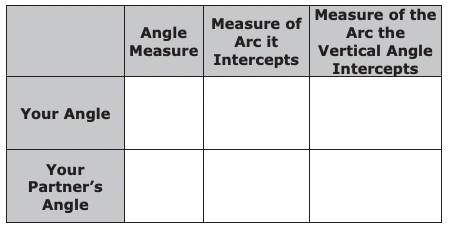 Angle
Measure
Measure of
Arc it
Intercepts
Measure of the
Arc the
Vertical Angle
Intercepts
Your Angle
Your
Partner's
Angle